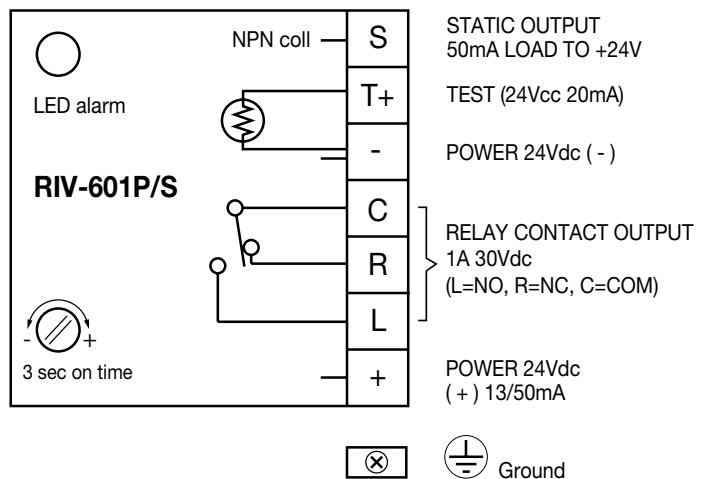 NPN coll
S
STATIC OUTPUT
50mA LOAD TO +24V
LED alarm
T+
TEST (24Vcc 20mA)
-
POWER 24Vdc ( - )
RIV-601P/S
C
R
L
RELAY CONTACT OUTPUT
1A 30Vdc
(L=NO, R=NC, C=COM)
- +
3 sec on time
+
POWER 24Vdc
( + ) 13/50mA
Ground